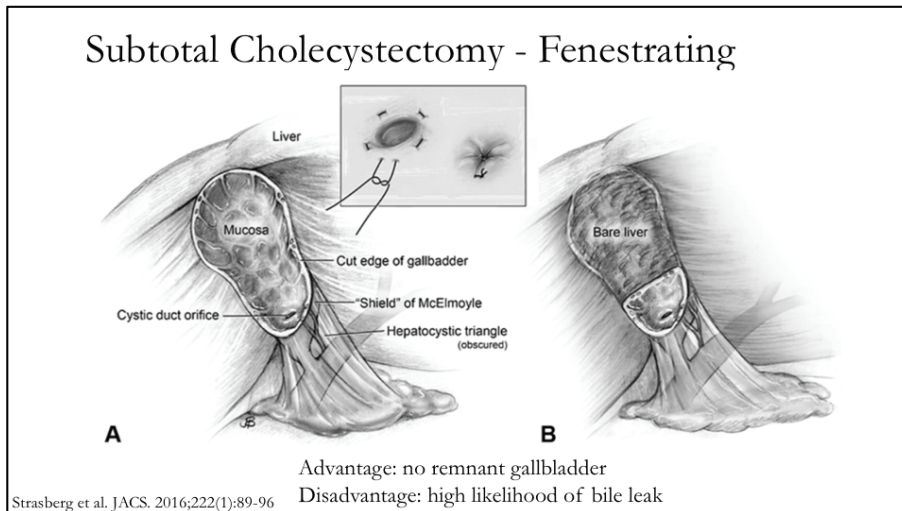 Subtotal Cholecystectomy - Fenestrating
Liver
Mucosa
Cut edge of gallbadder
"Shield" of McElmoyle
Cystic duct orifice
Hepatocystic triangle
(obscured)
A
Bare liver
B
Advantage: no remnant gallbladder
Disadvantage: high likelihood of bile leak
Strasberg et al. JACS. 2016;222(1):89-96